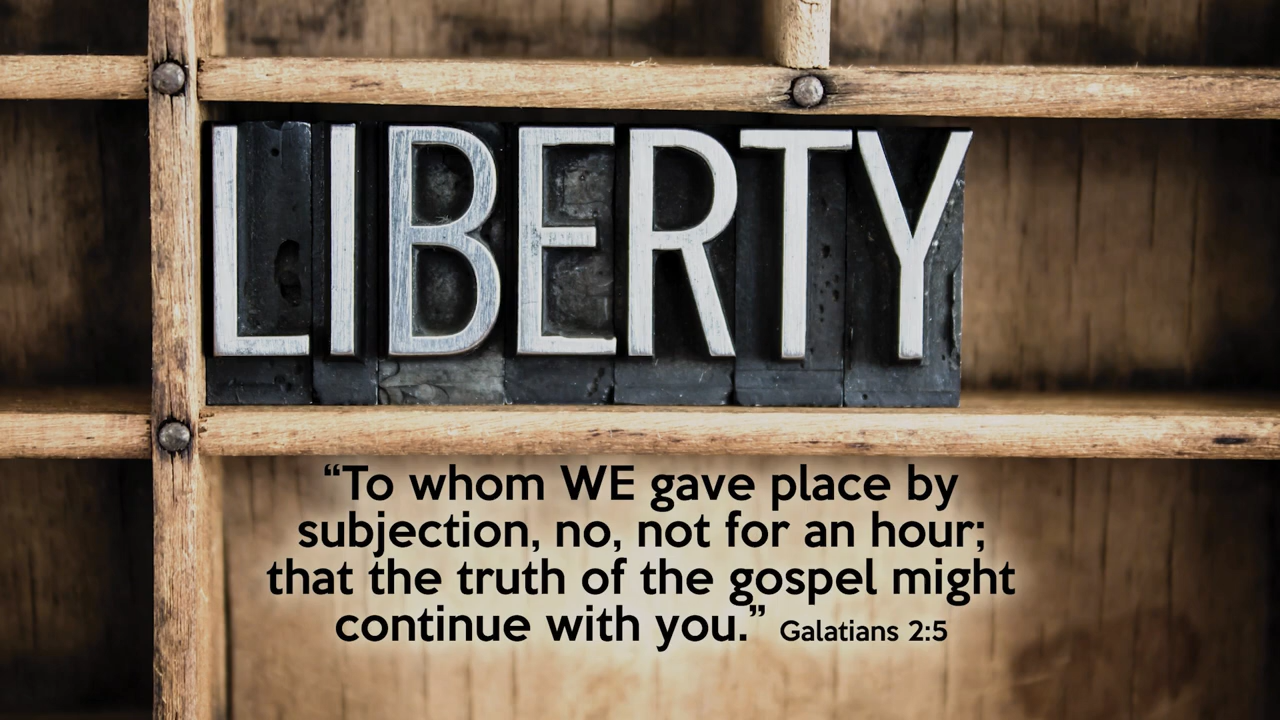 LIBERTY
“To whom WE gave place by
subjection, no, not for an hour;
that the truth of the gospel might
continue with you.” Galatians 2:5